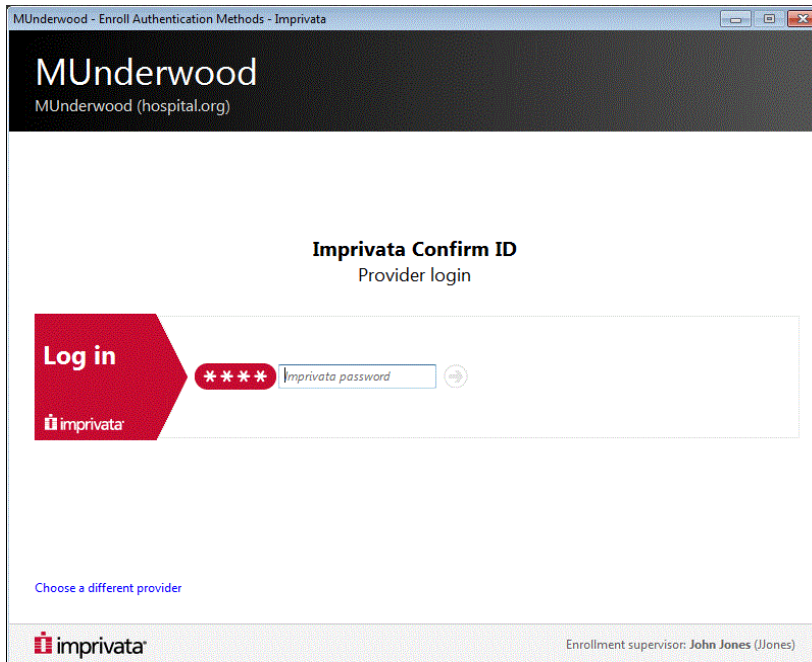 MUnderwood - Enroll Authentication Methods - Imprivata
MUnderwood
MUnderwood (hospital.org)
Imprivata Confirm ID
Provider login
Log in
**** Imprivata password
imprivata
Choose a different provider
imprivata
Enrollment supervisor: John Jones (JJones)